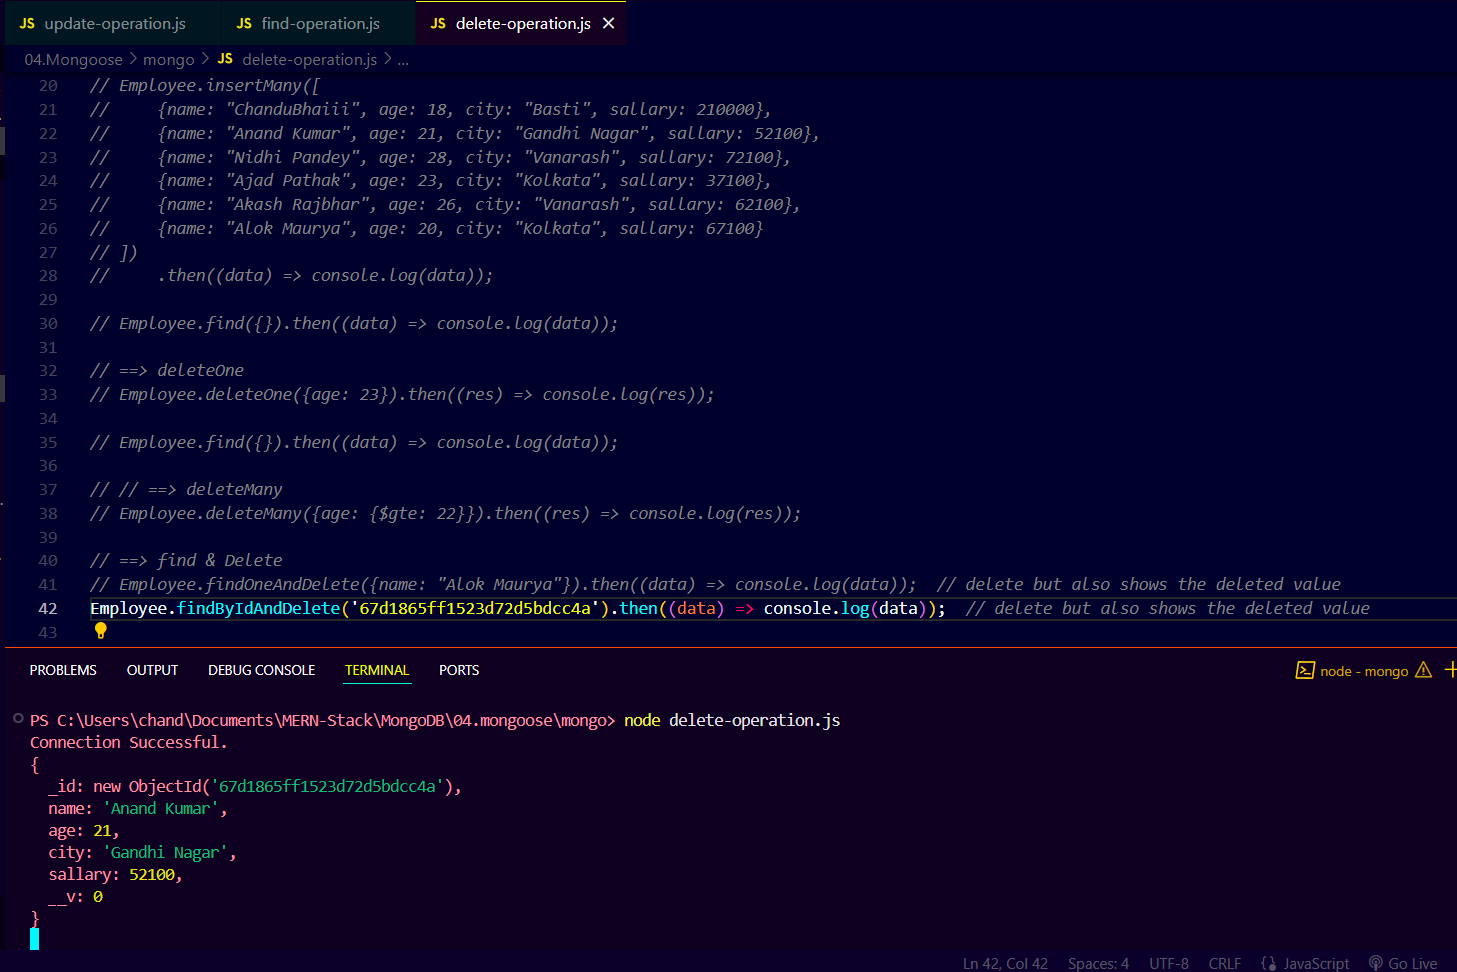 JS update-operation.js JS find-operation.js JS delete-operation.js ×
04.Mongoose > mongo > JS delete-operation.js > ...
20 // Employee.insertMany([
21 //     {name: "ChanduBhaiii", age: 18, city: "Basti", sallary: 210000},
22 //     {name: "Anand Kumar", age: 21, city: "Gandhi Nagar", sallary: 52100},
23 //     {name: "Nidhi Pandey", age: 28, city: "Vanarash", sallary: 72100},
24 //     {name: "Ajad Pathak", age: 23, city: "Kolkata", sallary: 37100},
25 //     {name: "Akash Rajbhar", age: 26, city: "Vanarash", sallary: 62100},
26 //     {name: "Alok Maurya", age: 20, city: "Kolkata", sallary: 67100}
27 // ])
28 //     .then((data) => console.log(data));
29
30 // Employee.find({}).then((data) => console.log(data));
31
32 // ==> deleteOne
33 // Employee.deleteOne({age: 23}).then((res) => console.log(res));
34
35 // Employee.find({}).then((data) => console.log(data));
36
37 // // ==> deleteMany
38 // Employee.deleteMany({age: {$gte: 22}}).then((res) => console.log(res));
39
40 // ==> find & Delete
41 // Employee.findOneAndDelete({name: "Alok Maurya"}).then((data) => console.log(data));  // delete but also shows the deleted value
42 Employee.findByIdAndDelete('67d1865ff1523d72d5bdcc4a').then((data) => console.log(data));  // delete but also shows the deleted value
43
PROBLEMS OUTPUT DEBUG CONSOLE TERMINAL PORTS node - mongo
PS C:\Users\chand\Documents\MERN-Stack\MongoDB\04.mongoose\mongo> node delete-operation.js
Connection Successful.
{
  _id: new ObjectId('67d1865ff1523d72d5bdcc4a'),
  name: 'Anand Kumar',
  age: 21,
  city: 'Gandhi Nagar',
  sallary: 52100,
  __v: 0
}
Ln 42, Col 42 Spaces: 4 UTF-8 CRLF JavaScript Go Live